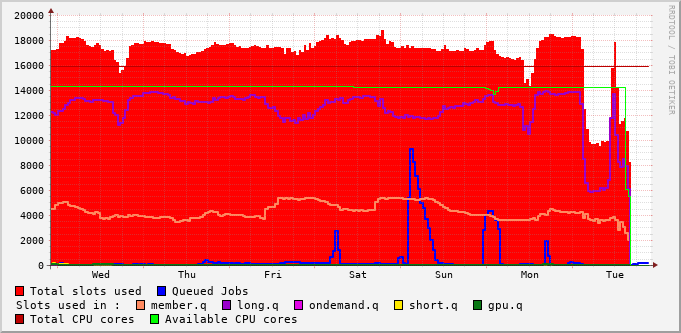 20000
18000
16000
14000
12000
10000
8000
6000
4000
2000
0
Wed Thu Fri Sat Sun Mon Tue
RRDTOOL / TOBI OETIKER
Total slots used Queued Jobs
Slots used in : member.q long.q ondemand.q short.q gpu.q
Total CPU cores Available CPU cores